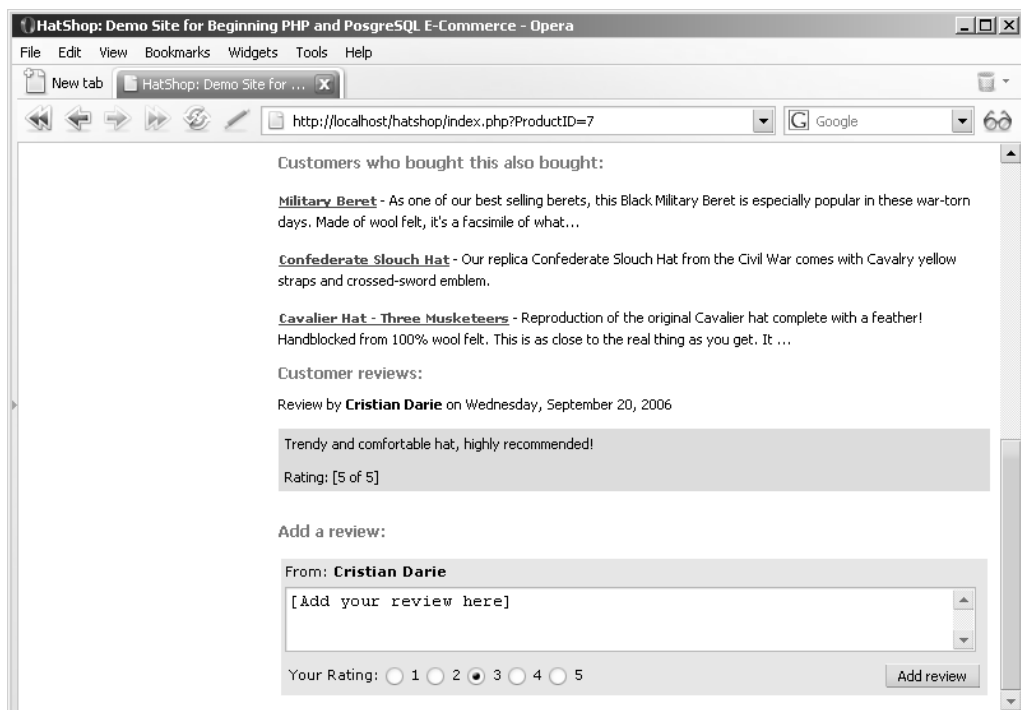 HatShop: Demo Site for Beginning PHP and PosgreSQL E-Commerce - Opera
File Edit View Bookmarks Widgets Tools Help
New tab HatShop: Demo Site for ...
http://localhost/hatshop/index.php?ProductID=7 G Google
Customers who bought this also bought:
Military Beret - As one of our best selling berets, this Black Military Beret is especially popular in these war-torn
days. Made of wool felt, it's a facsimile of what...
Confederate Slouch Hat - Our replica Confederate Slouch Hat from the Civil War comes with Cavalry yellow
straps and crossed-sword emblem.
Cavalier Hat - Three Musketeers - Reproduction of the original Cavalier hat complete with a feather!
Handblocked from 100% wool felt. This is as close to the real thing as you get. It ...
Customer reviews:
Review by Cristian Darie on Wednesday, September 20, 2006
Trendy and comfortable hat, highly recommended!
Rating: [5 of 5]
Add a review:
From: Cristian Darie
[Add your review here]
Your Rating: 1 2 3 4 5 Add review